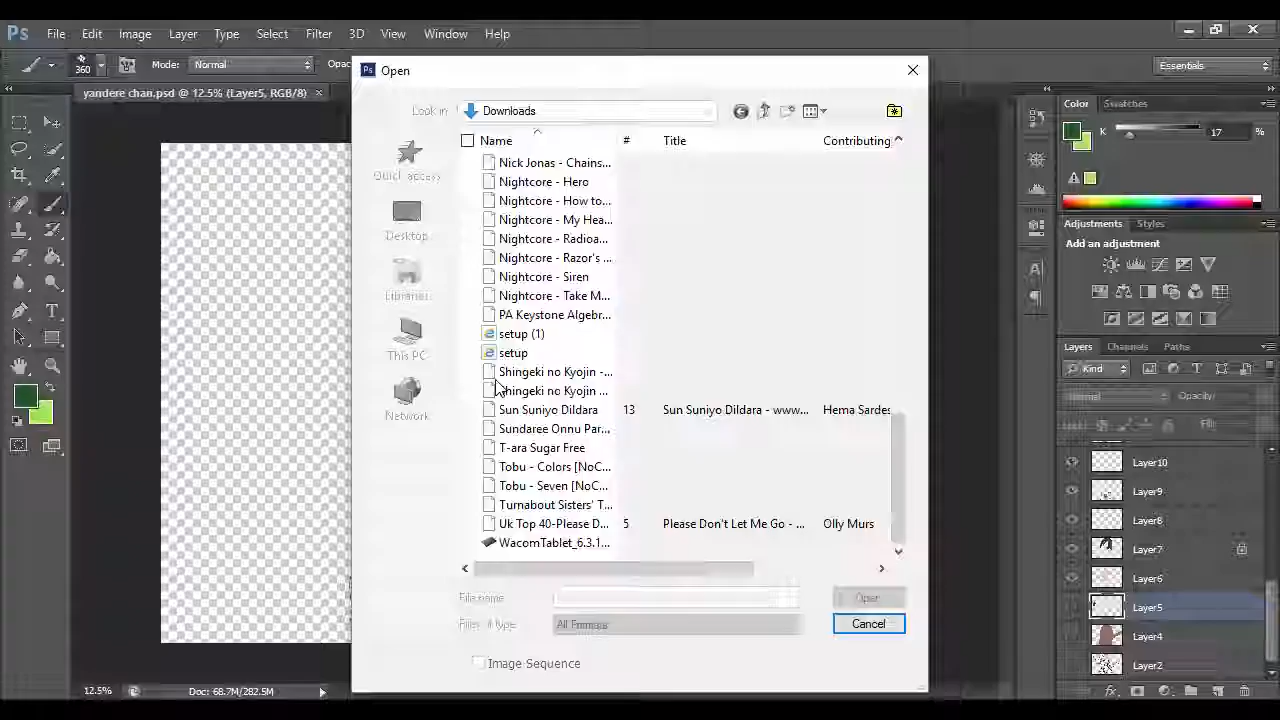 Ps File Edit Image Layer Type Select Filter 3D View Window Help
360 Mode: Normal Opac Essentials
yandere chan.psd @ 12.5% (Layer5, RGB/8) ×
Ps Open
Look in: Downloads
Name # Title Contributing
Nick Jonas - Chains...
Nightcore - Hero
Nightcore - How to...
Nightcore - My Hea...
Nightcore - Radioa...
Nightcore - Razor's ...
Nightcore - Siren
Nightcore - Take M...
PA Keystone Algebr...
setup (1)
setup
Shingeki no Kyojin -...
Shingeki no Kyojin ...
Sun Suniyo Dildara 13 Sun Suniyo Dildara - www... Hema Sardes
Sundaree Onnu Par...
T-ara Sugar Free
Tobu - Colors [NoC...
Tobu - Seven [NoC...
Turnabout Sisters' T...
Uk Top 40-Please D... 5 Please Don't Let Me Go - ... Olly Murs
WacomTablet_6.3.1...
Quick access
Desktop
Libraries
This PC
Network
File name: Open
Files of type: All Formats Cancel
Image Sequence
Color Swatches
K 17 %
Adjustments Styles
Add an adjustment
Layers Channels Paths
Kind
Normal Opacity:
Fill:
Layer10
Layer9
Layer8
Layer7
Layer6
Layer5
Layer4
Layer2
12.5% Doc: 68.7M/282.5M